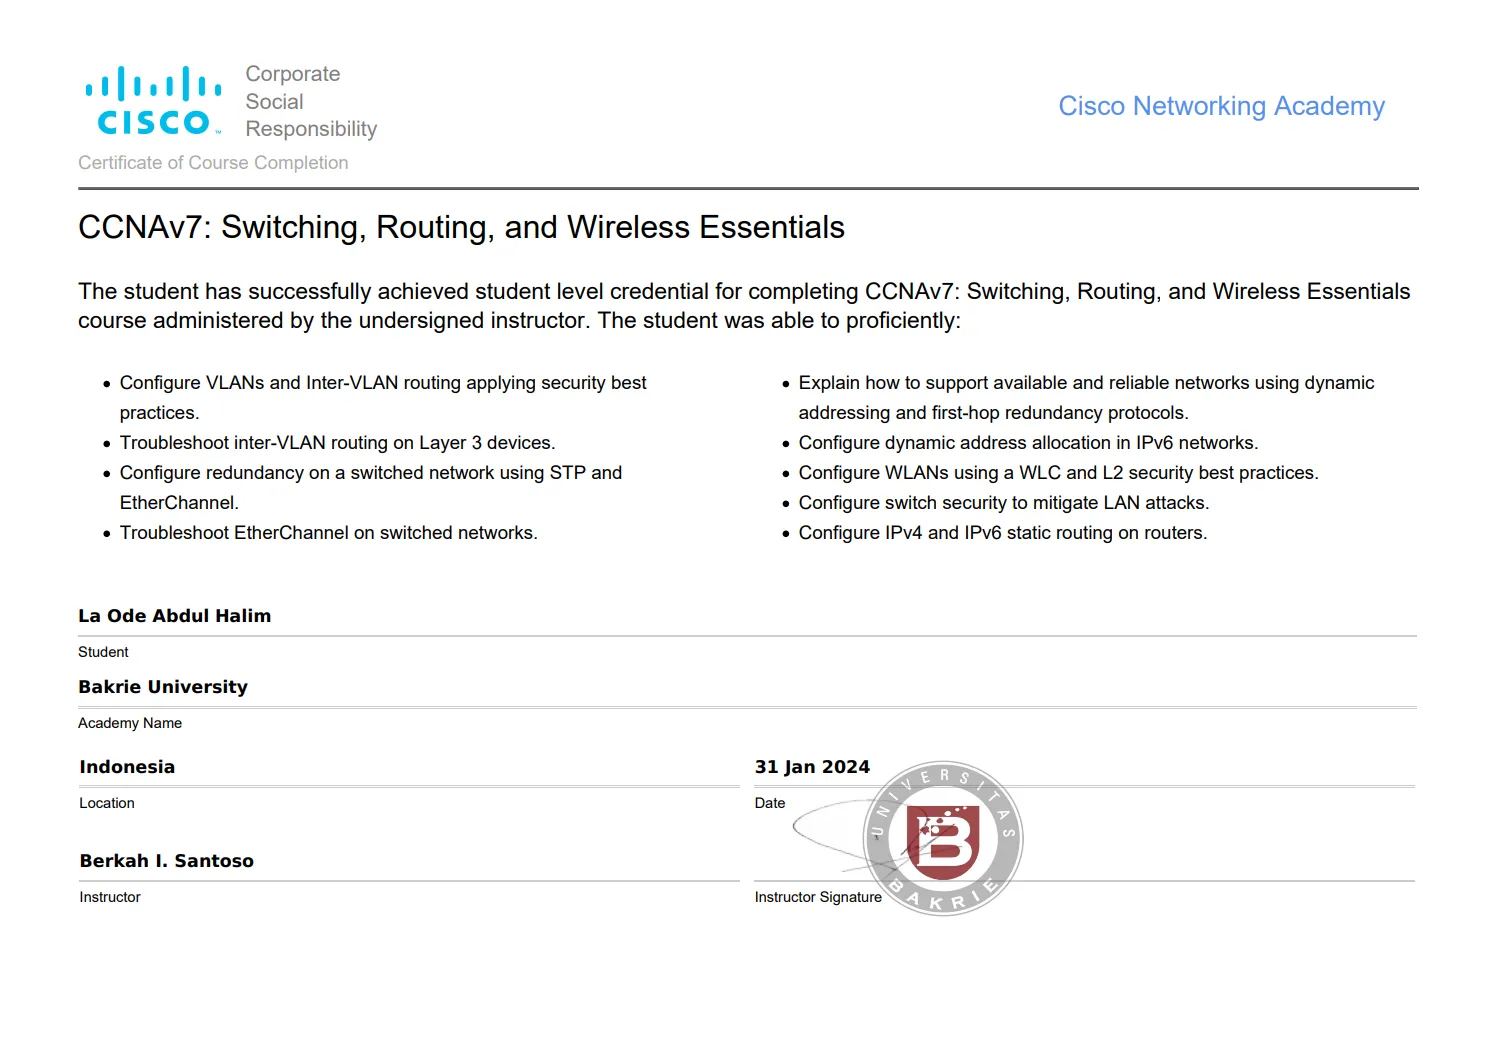 CISCO
Corporate
Social
Responsibility
Cisco Networking Academy
Certificate of Course Completion
CCNAv7: Switching, Routing, and Wireless Essentials
The student has successfully achieved student level credential for completing CCNAv7: Switching, Routing, and Wireless Essentials
course administered by the undersigned instructor. The student was able to proficiently:
• Configure VLANs and Inter-VLAN routing applying security best
practices.
• Troubleshoot inter-VLAN routing on Layer 3 devices.
• Configure redundancy on a switched network using STP and
EtherChannel.
• Troubleshoot EtherChannel on switched networks.
• Explain how to support available and reliable networks using dynamic
addressing and first-hop redundancy protocols.
• Configure dynamic address allocation in IPv6 networks.
• Configure WLANs using a WLC and L2 security best practices.
• Configure switch security to mitigate LAN attacks.
• Configure IPv4 and IPv6 static routing on routers.
La Ode Abdul Halim
Student
Bakrie University
Academy Name
Indonesia
Location
31 Jan 2024
Date
Berkah I. Santoso
Instructor
Instructor Signature
UNIVERSITAS
BAKRIE
B